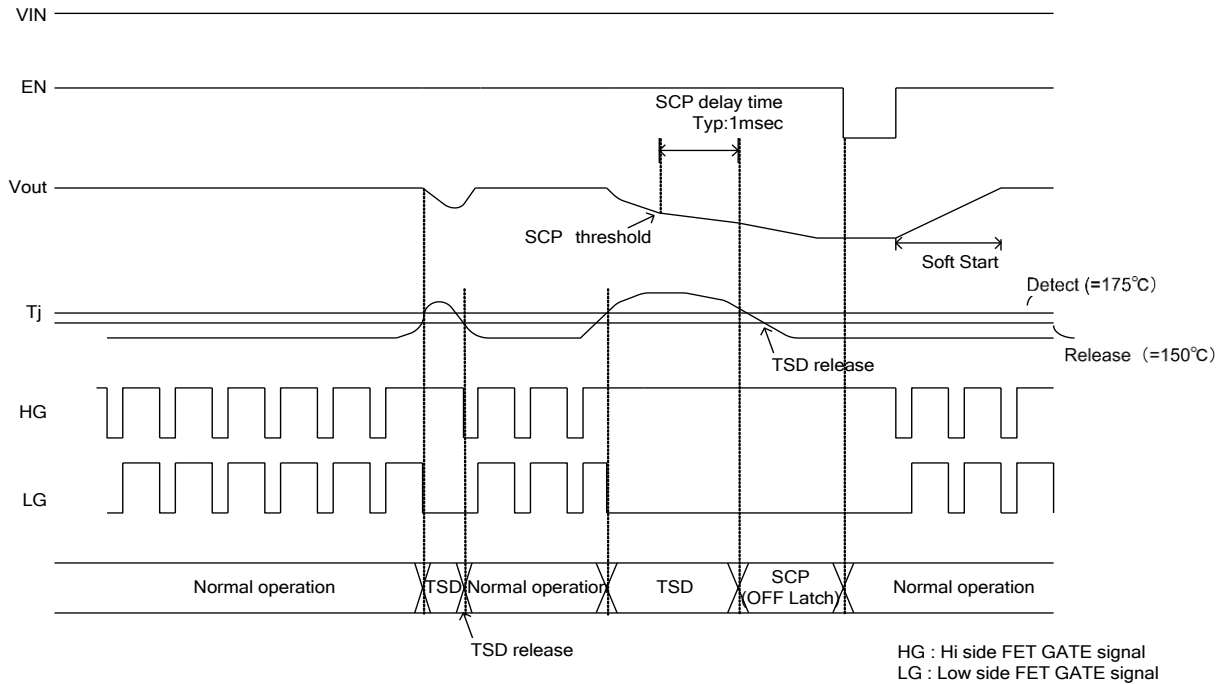 VIN
EN
SCP delay time
Typ:1msec
Vout
SCP threshold
Soft Start
Detect (=175℃)
Tj
TSD release
Release （=150℃)
HG
LG
Normal operation
TSD
Normal operation
TSD
SCP
(OFF Latch)
Normal operation
TSD release
HG : Hi side FET GATE signal
LG : Low side FET GATE signal